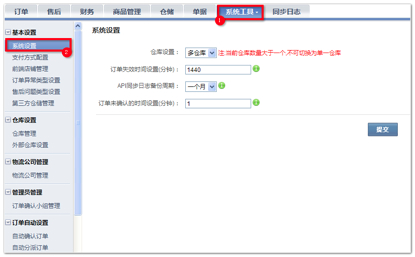 订单 售后 财务 商品管理 仓储 单据 系统工具 同步日志
1
基本设置
系统设置
2
支付方式配置
前端店铺管理
订单异常类型设置
售后问题类型设置
第三方仓储管理
仓库设置
仓库管理
外部仓库设置
物流公司管理
物流公司管理
管理员管理
订单确认小组管理
订单自动设置
自动确认订单
自动分派订单
系统设置
仓库设置： 多仓库 注:当前仓库数量大于一个,不可切换为单一仓库
订单失效时间设置(分钟)： 1440
API同步日志备份周期： 一个月
订单未确认的时间设置(分钟)： 1
提交